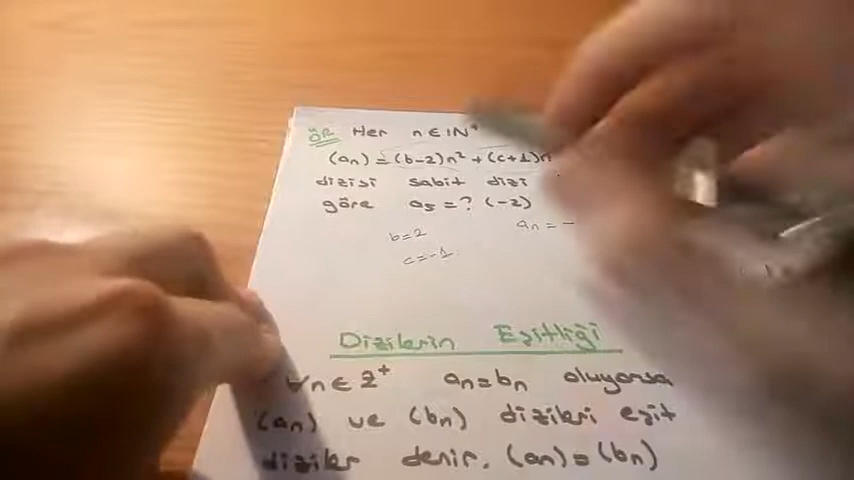 ÖR Her n ∈ IN⁺
(an) = (b-2)n² + (c+1)n
dizisi sabit dizi
göre a₅ = ? (-2)
b=2 an = -
c=-1
Dizilerin Eşitliği
∀n ∈ Z⁺ an=bn oluyorsa
(an) ve (bn) dizileri eşit
diziler denir. (an)=(bn)